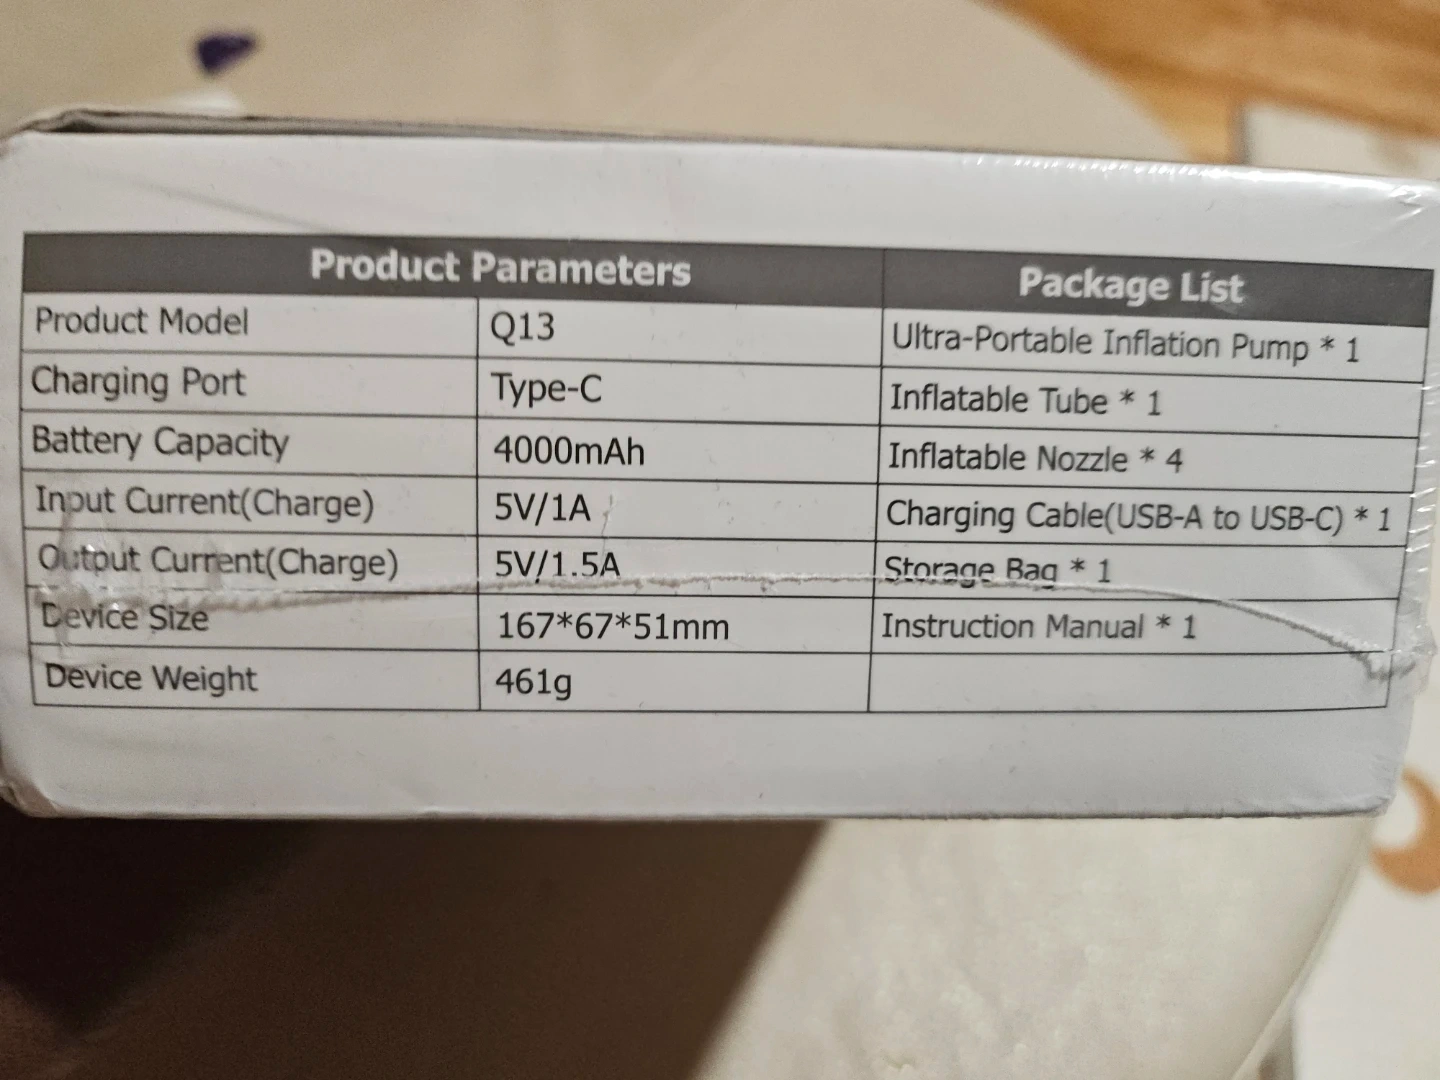 Product Parameters Package List
Product Model Q13 Ultra-Portable Inflation Pump * 1
Charging Port Type-C Inflatable Tube * 1
Battery Capacity 4000mAh Inflatable Nozzle * 4
Input Current(Charge) 5V/1A Charging Cable(USB-A to USB-C) * 1
Output Current(Charge) 5V/1.5A Storage Bag * 1
Device Size 167*67*51mm Instruction Manual * 1
Device Weight 461g